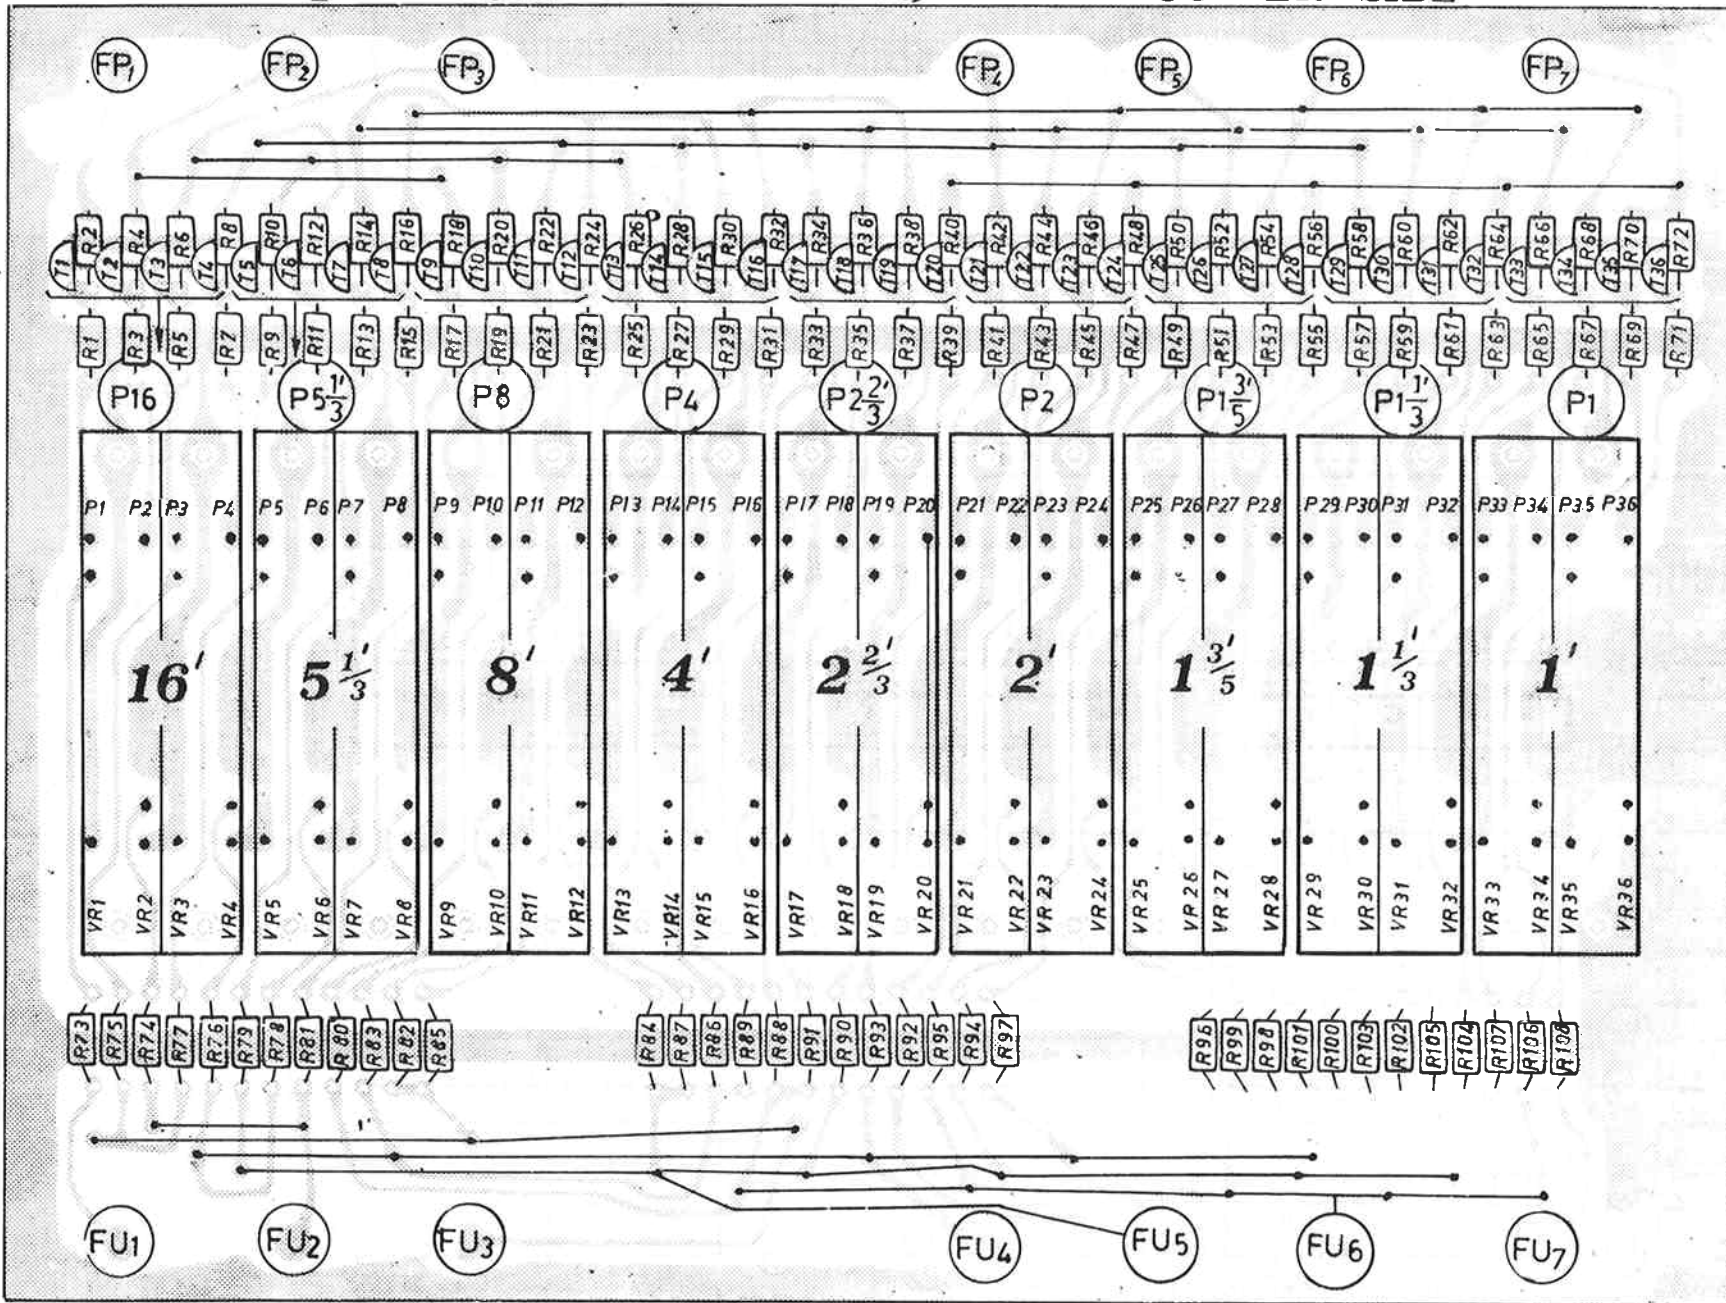 FP1 FP2 FP3 FP4 FP5 FP6 FP7
R2 R4 R6 R8 R10 R12 R14 R16 R18 R20 R22 R24 R26 R28 R30 R32 R34 R36 R38 R40 R42 R44 R46 R48 R50 R52 R54 R56 R58 R60 R62 R64 R66 R68 R70 R72
T1 T2 T3 T4 T5 T6 T7 T8 T9 T10 T11 T12 T13 T14 T15 T16 T17 T18 T19 T20 T21 T22 T23 T24 T25 T26 T27 T28 T29 T30 T31 T32 T33 T34 T35 T36
R1 R3 R5 R7 R9 R11 R13 R15 R17 R19 R21 R23 R25 R27 R29 R31 R33 R35 R37 R39 R41 R43 R45 R47 R49 R51 R53 R55 R57 R59 R61 R63 R65 R67 R69 R71
P16 P5 1/3' P8 P4 P2 2/3' P2 P1 3/5' P1 1/3' P1
P1 P2 P3 P4 P5 P6 P7 P8 P9 P10 P11 P12 P13 P14 P15 P16 P17 P18 P19 P20 P21 P22 P23 P24 P25 P26 P27 P28 P29 P30 P31 P32 P33 P34 P35 P36
16' 5 1/3' 8' 4' 2 2/3' 2' 1 3/5' 1 1/3' 1'
VR1 VR2 VR3 VR4 VR5 VR6 VR7 VR8 VR9 VR10 VR11 VR12 VR13 VR14 VR15 VR16 VR17 VR18 VR19 VR20 VR21 VR22 VR23 VR24 VR25 VR26 VR27 VR28 VR29 VR30 VR31 VR32 VR33 VR34 VR35 VR36
R73 R75 R74 R77 R76 R79 R78 R81 R80 R83 R82 R85 R84 R87 R86 R89 R88 R91 R90 R93 R92 R95 R94 R97 R96 R99 R98 R101 R100 R103 R102 R105 R104 R107 R106 R108
FU1 FU2 FU3 FU4 FU5 FU6 FU7